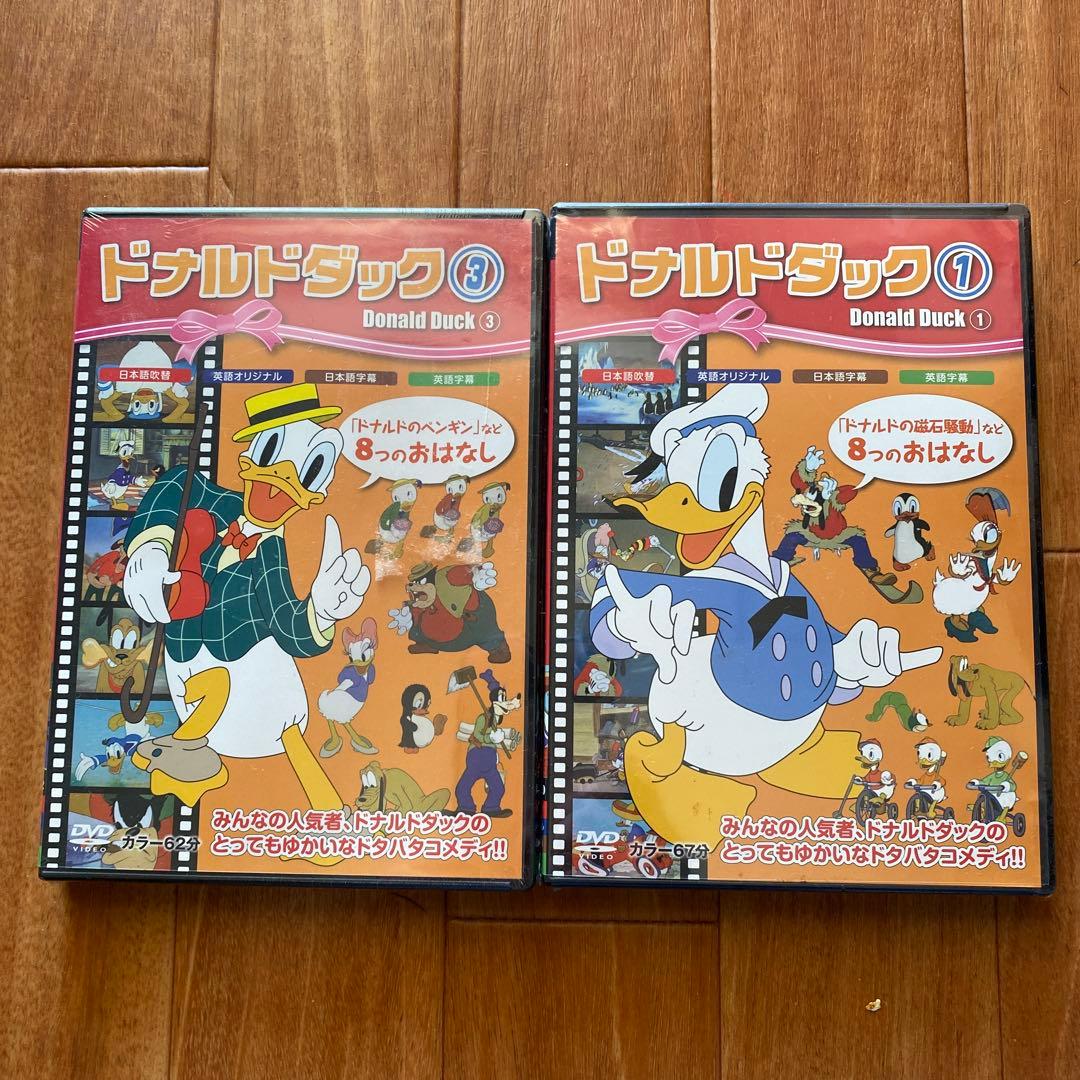 ドナルドダック③
Donald Duck ③
日本語吹替
英語オリジナル
日本語字幕
英語字幕
「ドナルドのペンギン」など
8つのおはなし
みんなの人気者、ドナルドダックの
とってもゆかいなドタバタコメディ!!
DVD
VIDEO
カラー62分
ドナルドダック①
Donald Duck ①
日本語吹替
英語オリジナル
日本語字幕
英語字幕
「ドナルドの磁石騒動」など
8つのおはなし
みんなの人気者、ドナルドダックの
とってもゆかいなドタバタコメディ!!
DVD
VIDEO
カラー67分